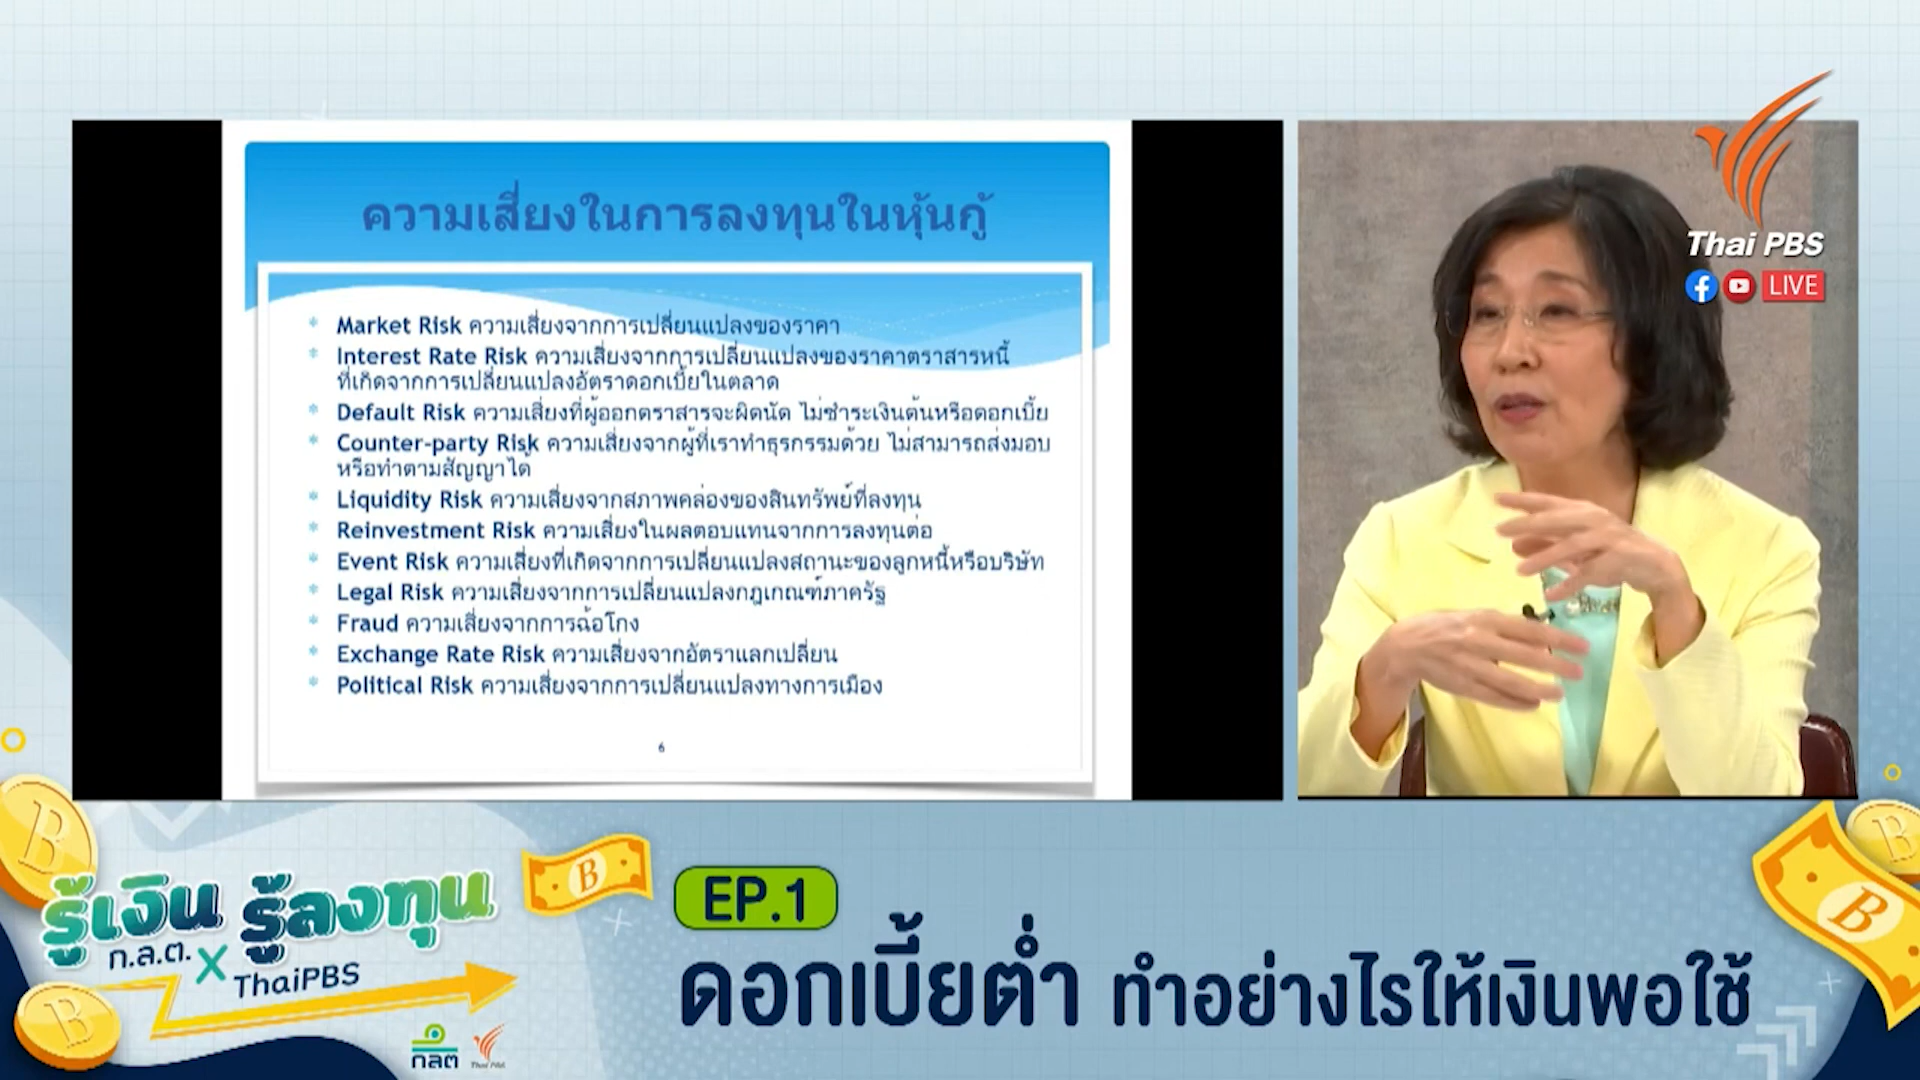 ความเสี่ยงในการลงทุนในหุ้นกู้
* Market Risk ความเสี่ยงจากการเปลี่ยนแปลงของราคา
* Interest Rate Risk ความเสี่ยงจากการเปลี่ยนแปลงของราคาตราสารหนี้
ที่เกิดจากการเปลี่ยนแปลงอัตราดอกเบี้ยในตลาด
* Default Risk ความเสี่ยงที่ผู้ออกตราสารจะผิดนัด ไม่ชำระเงินต้นหรือดอกเบี้ย
* Counter-party Risk ความเสี่ยงจากผู้ที่เราทำธุรกรรมด้วย ไม่สามารถส่งมอบ
หรือทำตามสัญญาได้
* Liquidity Risk ความเสี่ยงจากสภาพคล่องของสินทรัพย์ที่ลงทุน
* Reinvestment Risk ความเสี่ยงในผลตอบแทนจากการลงทุนต่อ
* Event Risk ความเสี่ยงที่เกิดจากการเปลี่ยนแปลงสถานะของลูกหนี้หรือบริษัท
* Legal Risk ความเสี่ยงจากการเปลี่ยนแปลงกฎเกณฑ์ภาครัฐ
* Fraud ความเสี่ยงจากการฉ้อโกง
* Exchange Rate Risk ความเสี่ยงจากอัตราแลกเปลี่ยน
* Political Risk ความเสี่ยงจากการเปลี่ยนแปลงทางการเมือง
6
Thai PBS
LIVE
รู้เงิน รู้ลงทุน
ก.ล.ต. X ThaiPBS
กลต
Thai PBS
EP.1
ดอกเบี้ยต่ำ ทำอย่างไรให้เงินพอใช้